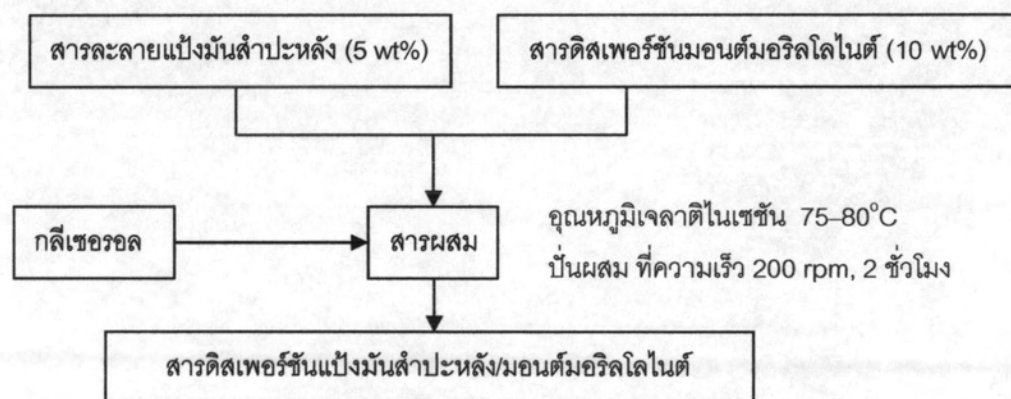 สารละลายแป้งมันสำปะหลัง (5 wt%)
สารดิสเพอร์ชันมอนต์มอริลโลไนต์ (10 wt%)
กลีเซอรอล
สารผสม
อุณหภูมิเจลาติไนเซชัน 75–80°C
ปั่นผสม ที่ความเร็ว 200 rpm, 2 ชั่วโมง
สารดิสเพอร์ชันแป้งมันสำปะหลัง/มอนต์มอริลโลไนต์